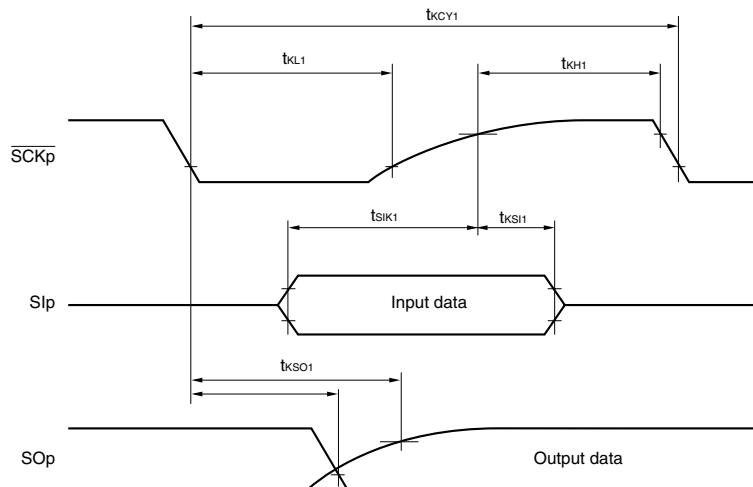 tKCY1
tKL1
tKH1
SCKp
tSIK1
tKSI1
SIp
Input data
tKSO1
SOp
Output data